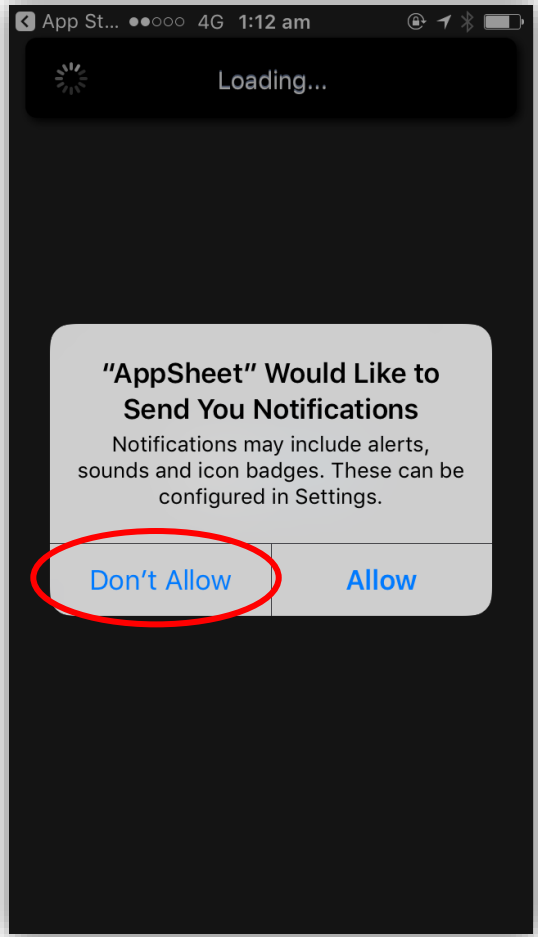 App St... 4G 1:12 am
Loading...
“AppSheet” Would Like to
Send You Notifications
Notifications may include alerts,
sounds and icon badges. These can be
configured in Settings.
Don’t Allow Allow